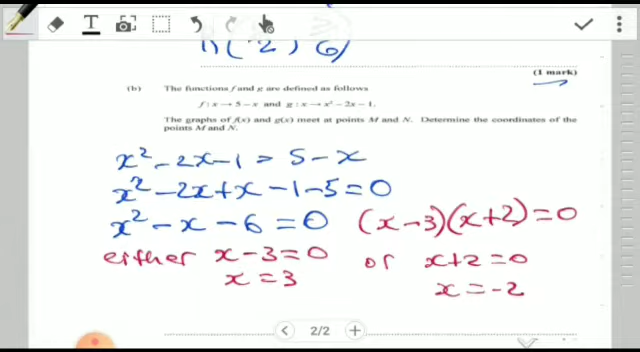 T
(1 mark)
(b) The functions f and g are defined as follows
f : x → 5 – x and g : x → x² – 2x – 1.
The graphs of f(x) and g(x) meet at points M and N. Determine the coordinates of the
points M and N.
x² - 2x - 1 = 5 - x
x² - 2x + x - 1 - 5 = 0
x² - x - 6 = 0 (x - 3)(x + 2) = 0
either x - 3 = 0 or x + 2 = 0
x = 3 x = -2
2/2